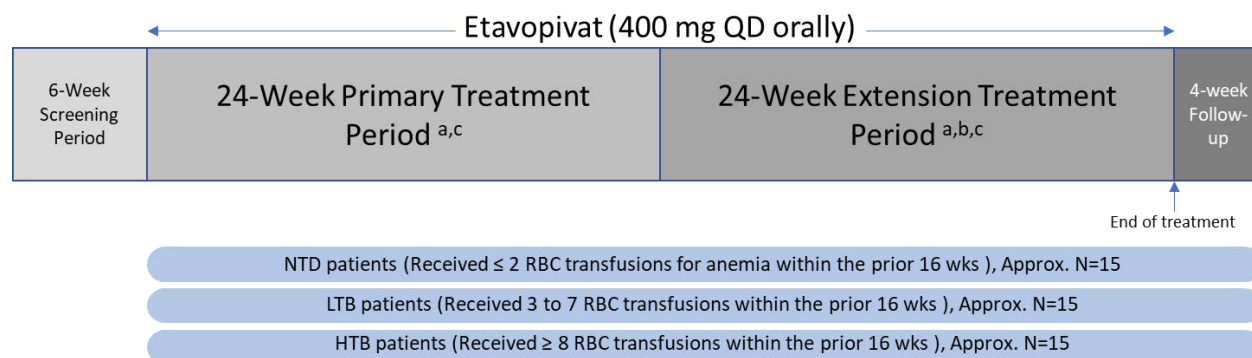 Etavopivat (400 mg QD orally)
6-Week
Screening
Period
24-Week Primary Treatment
Period a,c
24-Week Extension Treatment
Period a,b,c
4-week
Follow-
up
End of treatment
NTD patients (Received ≤ 2 RBC transfusions for anemia within the prior 16 wks ), Approx. N=15
LTB patients (Received 3 to 7 RBC transfusions within the prior 16 wks ), Approx. N=15
HTB patients (Received ≥ 8 RBC transfusions within the prior 16 wks ), Approx. N=15